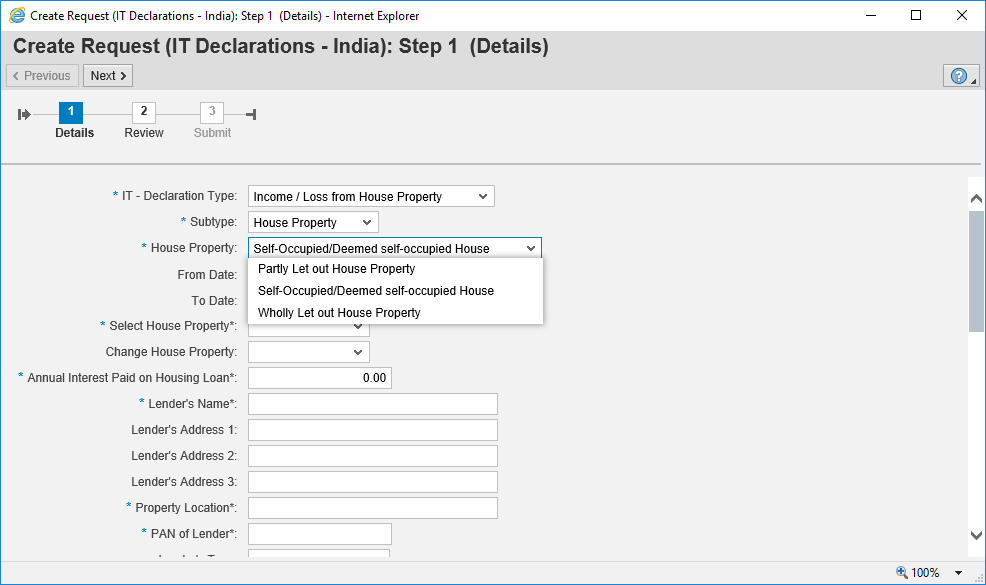 Create Request (IT Declarations - India): Step 1 (Details) - Internet Explorer
Create Request (IT Declarations - India): Step 1 (Details)
Previous Next
1 2 3
Details Review Submit
* IT - Declaration Type: Income / Loss from House Property
* Subtype: House Property
* House Property: Self-Occupied/Deemed self-occupied House
Partly Let out House Property
From Date:
Self-Occupied/Deemed self-occupied House
To Date:
Wholly Let out House Property
* Select House Property*:
Change House Property:
* Annual Interest Paid on Housing Loan*: 0.00
* Lender's Name*:
Lender's Address 1:
Lender's Address 2:
Lender's Address 3:
* Property Location*:
* PAN of Lender*:
100%